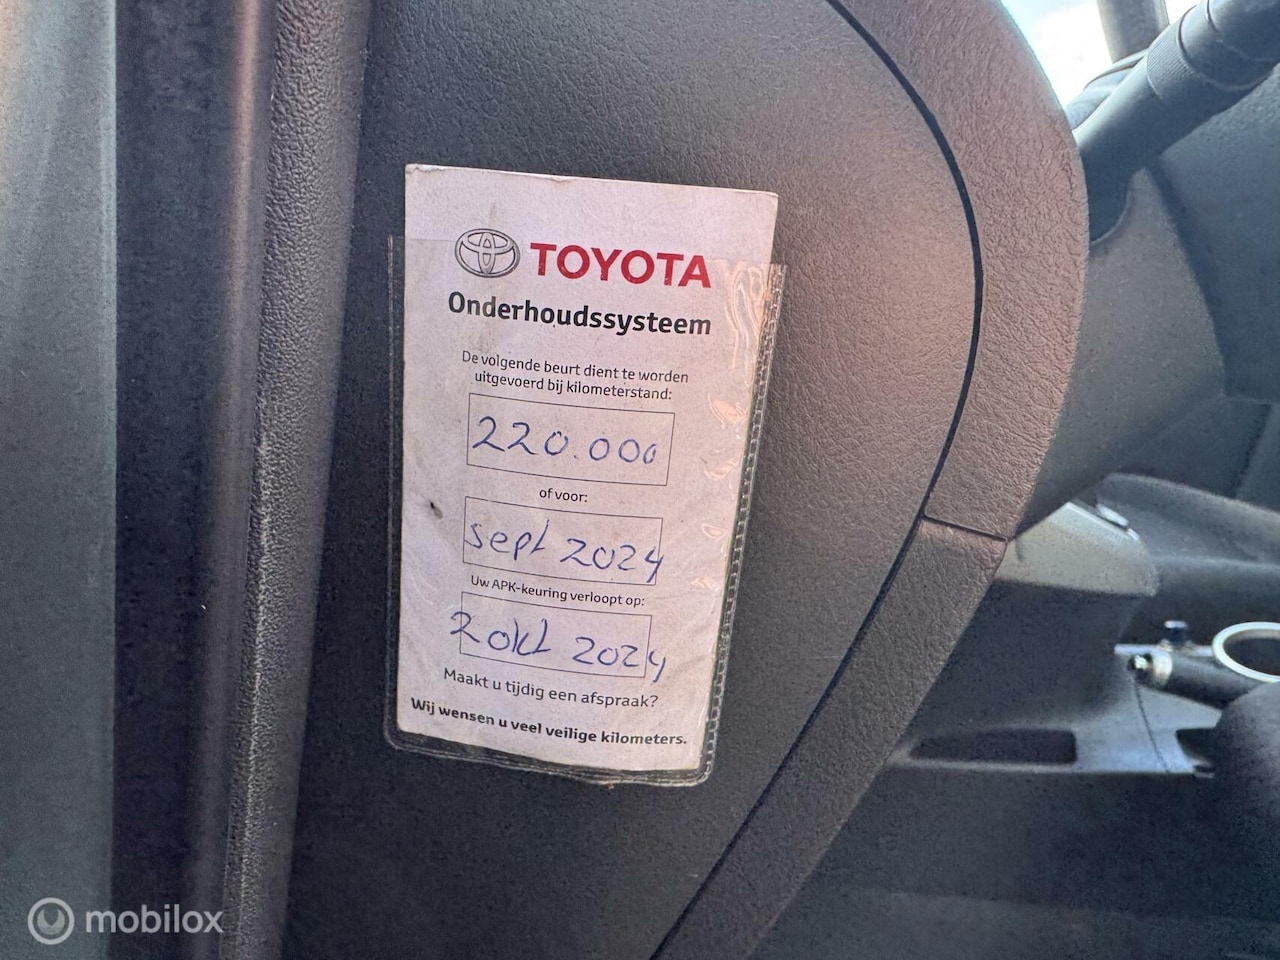 TOYOTA
Onderhoudssysteem
De volgende beurt dient te worden
uitgevoerd bij kilometerstand:
220.000
of voor:
sept 2024
Uw APK-keuring verloopt op:
2 okt 2024
Maakt u tijdig een afspraak?
Wij wensen u veel veilige kilometers.
mobilox